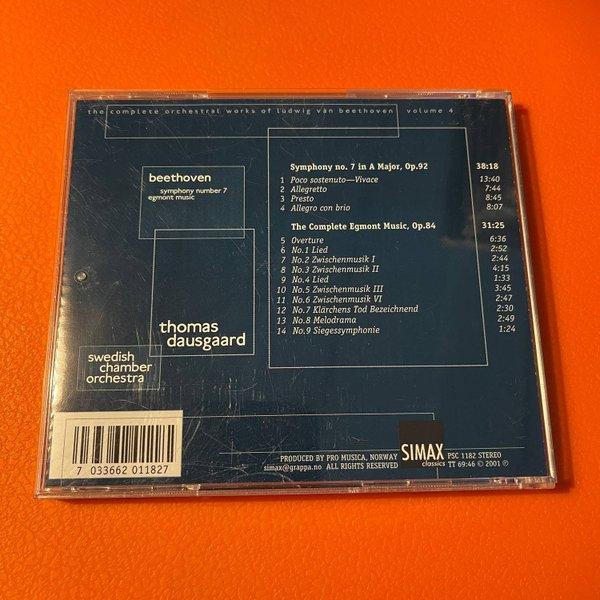 the complete orchestral works of ludwig van beethoven volume 4
beethoven
symphony number 7
egmont music
thomas
dausgaard
swedish
chamber
orchestra
Symphony no. 7 in A Major, Op.92 38:18
1 Poco sostenuto—Vivace 13:40
2 Allegretto 7:44
3 Presto 8:45
4 Allegro con brio 8:07
The Complete Egmont Music, Op.84 31:25
5 Overture 6:36
6 No.1 Lied 2:52
7 No.2 Zwischenmusik I 2:44
8 No.3 Zwischenmusik II 4:15
9 No.4 Lied 1:33
10 No.5 Zwischenmusik III 3:45
11 No.6 Zwischenmusik VI 2:47
12 No.7 Klärchens Tod Bezeichnend 2:30
13 No.8 Melodrama 2:49
14 No.9 Siegessymphonie 1:24
7 033662 011827
PRODUCED BY PRO MUSICA, NORWAY
simax@grappa.no ALL RIGHTS RESERVED
SIMAX
classics
PSC 1182 STEREO
TT 69:46 © 2001 ℗